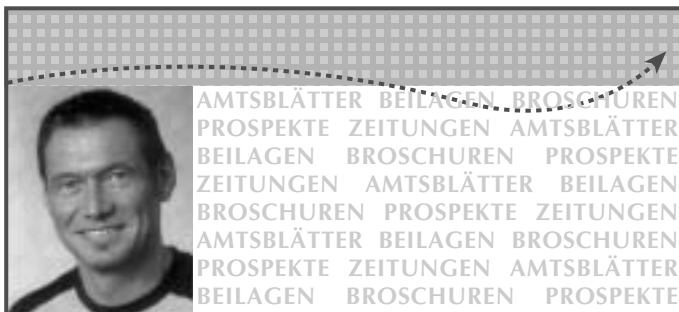 AMTSBLÄTTER BEILAGEN BROSCHUREN
PROSPEKTE ZEITUNGEN AMTSBLÄTTER
BEILAGEN BROSCHUREN PROSPEKTE
ZEITUNGEN AMTSBLÄTTER BEILAGEN
BROSCHUREN PROSPEKTE ZEITUNGEN
AMTSBLÄTTER BEILAGEN BROSCHUREN
PROSPEKTE ZEITUNGEN AMTSBLÄTTER
BEILAGEN BROSCHUREN PROSPEKTE